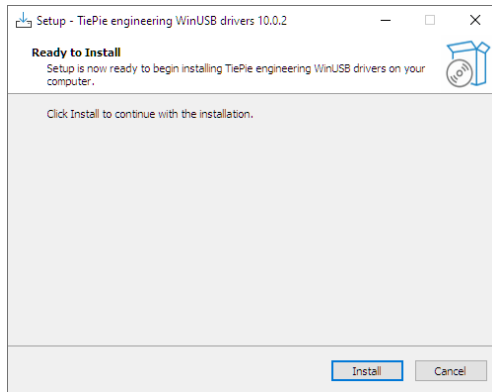 Setup - TiePie engineering WinUSB drivers 10.0.2
Ready to Install
Setup is now ready to begin installing TiePie engineering WinUSB drivers on your
computer.
Click Install to continue with the installation.
Install
Cancel